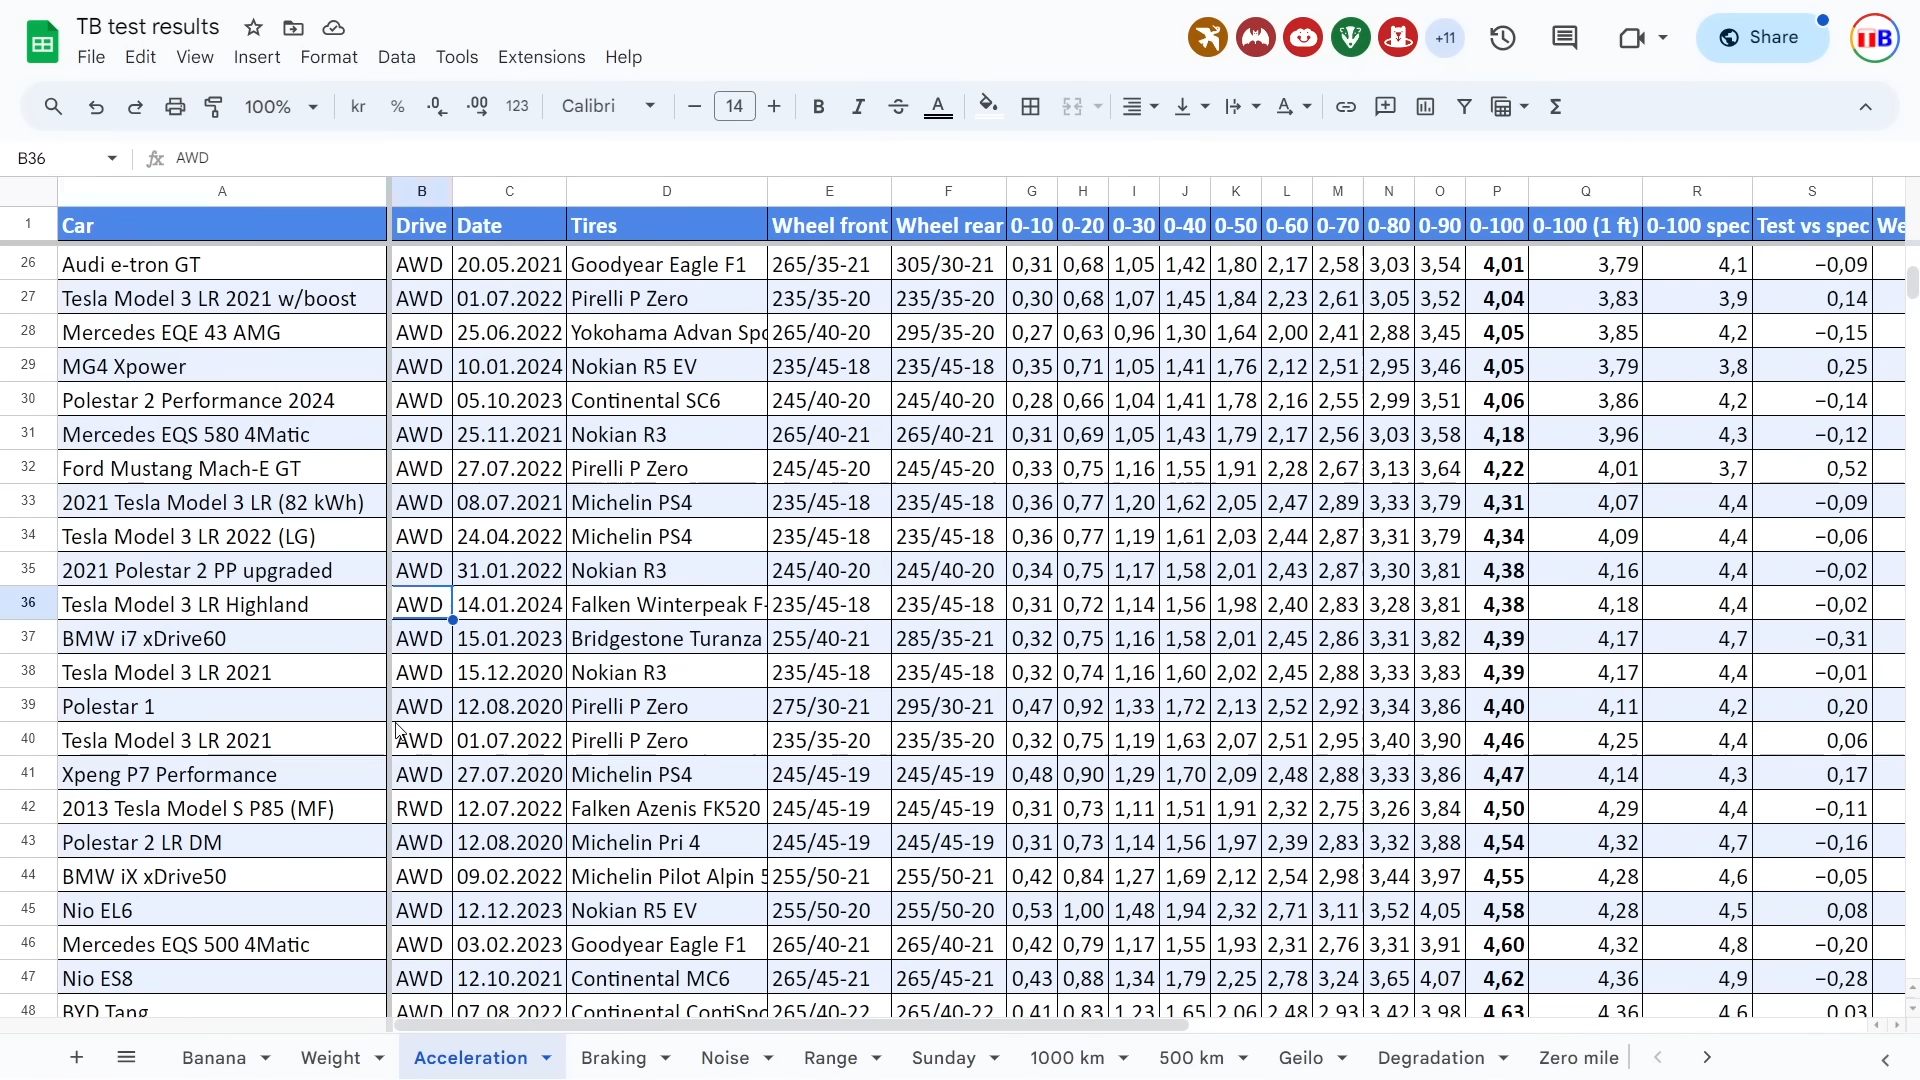 TB test results
File Edit View Insert Format Data Tools Extensions Help
+11
Share
TB
100% kr % .0 .00 123 Calibri 14 B I S A
B36 fx AWD
A B C D E F G H I J K L M N O P Q R S
1 Car Drive Date Tires Wheel front Wheel rear 0-10 0-20 0-30 0-40 0-50 0-60 0-70 0-80 0-90 0-100 0-100 (1 ft) 0-100 spec Test vs spec We
26 Audi e-tron GT AWD 20.05.2021 Goodyear Eagle F1 265/35-21 305/30-21 0,31 0,68 1,05 1,42 1,80 2,17 2,58 3,03 3,54 4,01 3,79 4,1 −0,09
27 Tesla Model 3 LR 2021 w/boost AWD 01.07.2022 Pirelli P Zero 235/35-20 235/35-20 0,30 0,68 1,07 1,45 1,84 2,23 2,61 3,05 3,52 4,04 3,83 3,9 0,14
28 Mercedes EQE 43 AMG AWD 25.06.2022 Yokohama Advan Spo 265/40-20 295/35-20 0,27 0,63 0,96 1,30 1,64 2,00 2,41 2,88 3,45 4,05 3,85 4,2 −0,15
29 MG4 Xpower AWD 10.01.2024 Nokian R5 EV 235/45-18 235/45-18 0,35 0,71 1,05 1,41 1,76 2,12 2,51 2,95 3,46 4,05 3,79 3,8 0,25
30 Polestar 2 Performance 2024 AWD 05.10.2023 Continental SC6 245/40-20 245/40-20 0,28 0,66 1,04 1,41 1,78 2,16 2,55 2,99 3,51 4,06 3,86 4,2 −0,14
31 Mercedes EQS 580 4Matic AWD 25.11.2021 Nokian R3 265/40-21 265/40-21 0,31 0,69 1,05 1,43 1,79 2,17 2,56 3,03 3,58 4,18 3,96 4,3 −0,12
32 Ford Mustang Mach-E GT AWD 27.07.2022 Pirelli P Zero 245/45-20 245/45-20 0,33 0,75 1,16 1,55 1,91 2,28 2,67 3,13 3,64 4,22 4,01 3,7 0,52
33 2021 Tesla Model 3 LR (82 kWh) AWD 08.07.2021 Michelin PS4 235/45-18 235/45-18 0,36 0,77 1,20 1,62 2,05 2,47 2,89 3,33 3,79 4,31 4,07 4,4 −0,09
34 Tesla Model 3 LR 2022 (LG) AWD 24.04.2022 Michelin PS4 235/45-18 235/45-18 0,36 0,77 1,19 1,61 2,03 2,44 2,87 3,31 3,79 4,34 4,09 4,4 −0,06
35 2021 Polestar 2 PP upgraded AWD 31.01.2022 Nokian R3 245/40-20 245/40-20 0,34 0,75 1,17 1,58 2,01 2,43 2,87 3,30 3,81 4,38 4,16 4,4 −0,02
36 Tesla Model 3 LR Highland AWD 14.01.2024 Falken Winterpeak F- 235/45-18 235/45-18 0,31 0,72 1,14 1,56 1,98 2,40 2,83 3,28 3,81 4,38 4,18 4,4 −0,02
37 BMW i7 xDrive60 AWD 15.01.2023 Bridgestone Turanza 255/40-21 285/35-21 0,32 0,75 1,16 1,58 2,01 2,45 2,86 3,31 3,82 4,39 4,17 4,7 −0,31
38 Tesla Model 3 LR 2021 AWD 15.12.2020 Nokian R3 235/45-18 235/45-18 0,32 0,74 1,16 1,60 2,02 2,45 2,88 3,33 3,83 4,39 4,17 4,4 −0,01
39 Polestar 1 AWD 12.08.2020 Pirelli P Zero 275/30-21 295/30-21 0,47 0,92 1,33 1,72 2,13 2,52 2,92 3,34 3,86 4,40 4,11 4,2 0,20
40 Tesla Model 3 LR 2021 AWD 01.07.2022 Pirelli P Zero 235/35-20 235/35-20 0,32 0,75 1,19 1,63 2,07 2,51 2,95 3,40 3,90 4,46 4,25 4,4 0,06
41 Xpeng P7 Performance AWD 27.07.2020 Michelin PS4 245/45-19 245/45-19 0,48 0,90 1,29 1,70 2,09 2,48 2,88 3,33 3,86 4,47 4,14 4,3 0,17
42 2013 Tesla Model S P85 (MF) RWD 12.07.2022 Falken Azenis FK520 245/45-19 245/45-19 0,31 0,73 1,11 1,51 1,91 2,32 2,75 3,26 3,84 4,50 4,29 4,4 −0,11
43 Polestar 2 LR DM AWD 12.08.2020 Michelin Pri 4 245/45-19 245/45-19 0,31 0,73 1,14 1,56 1,97 2,39 2,83 3,32 3,88 4,54 4,32 4,7 −0,16
44 BMW iX xDrive50 AWD 09.02.2022 Michelin Pilot Alpin 5 255/50-21 255/50-21 0,42 0,84 1,27 1,69 2,12 2,54 2,98 3,44 3,97 4,55 4,28 4,6 −0,05
45 Nio EL6 AWD 12.12.2023 Nokian R5 EV 255/50-20 255/50-20 0,53 1,00 1,48 1,94 2,32 2,71 3,11 3,52 4,05 4,58 4,28 4,5 0,08
46 Mercedes EQS 500 4Matic AWD 03.02.2023 Goodyear Eagle F1 265/40-21 265/40-21 0,42 0,79 1,17 1,55 1,93 2,31 2,76 3,31 3,91 4,60 4,32 4,8 −0,20
47 Nio ES8 AWD 12.10.2021 Continental MC6 265/45-21 265/45-21 0,43 0,88 1,34 1,79 2,25 2,78 3,24 3,65 4,07 4,62 4,36 4,9 −0,28
48 BYD Tang AWD 07.08.2022 Continental ContiSpo 265/40-22 265/40-22 0,41 0,83 1,23 1,65 2,06 2,48 2,93 3,42 3,98 4,63 4,36 4,6 0,03
Banana Weight Acceleration Braking Noise Range Sunday 1000 km 500 km Geilo Degradation Zero mile